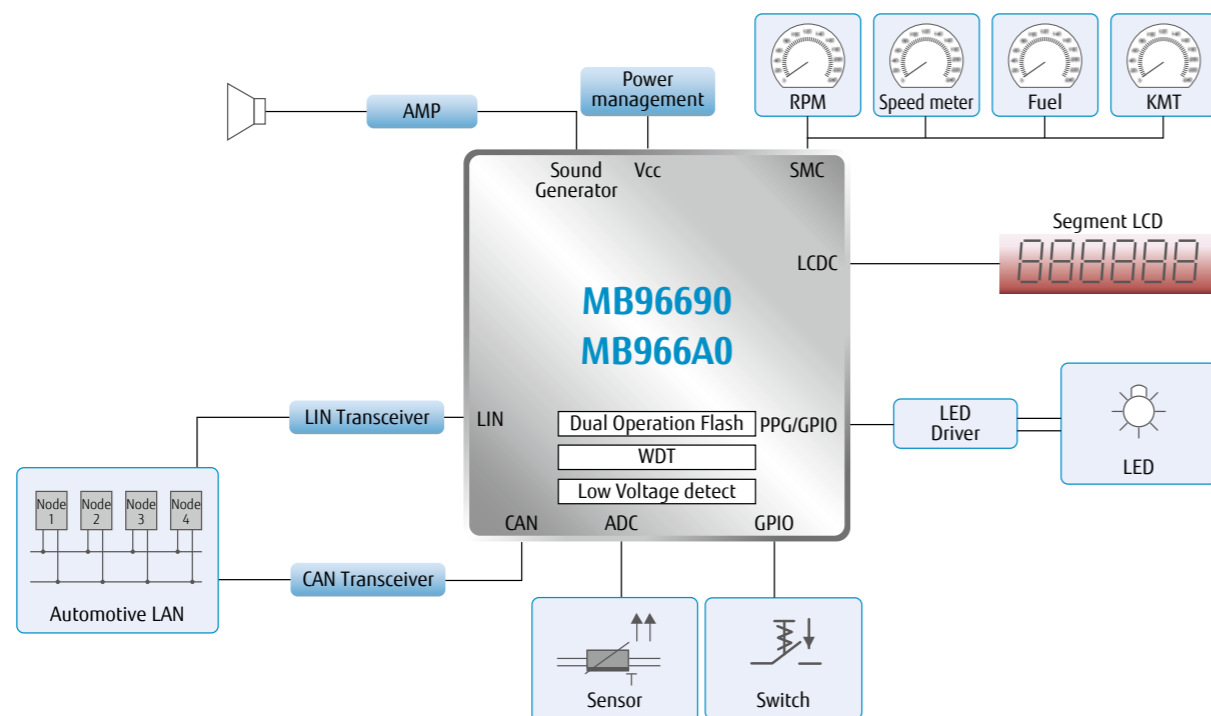 RPM
Speed meter
Fuel
KMT
Power
management
AMP
Sound
Generator
Vcc
SMC
Segment LCD
LCDC
MB96690
MB966A0
LIN Transceiver
LIN
Dual Operation Flash
PPG/GPIO
LED
Driver
LED
WDT
Low Voltage detect
CAN
ADC
GPIO
Node
1
Node
2
Node
3
Node
4
CAN Transceiver
Automotive LAN
T
Sensor
Switch